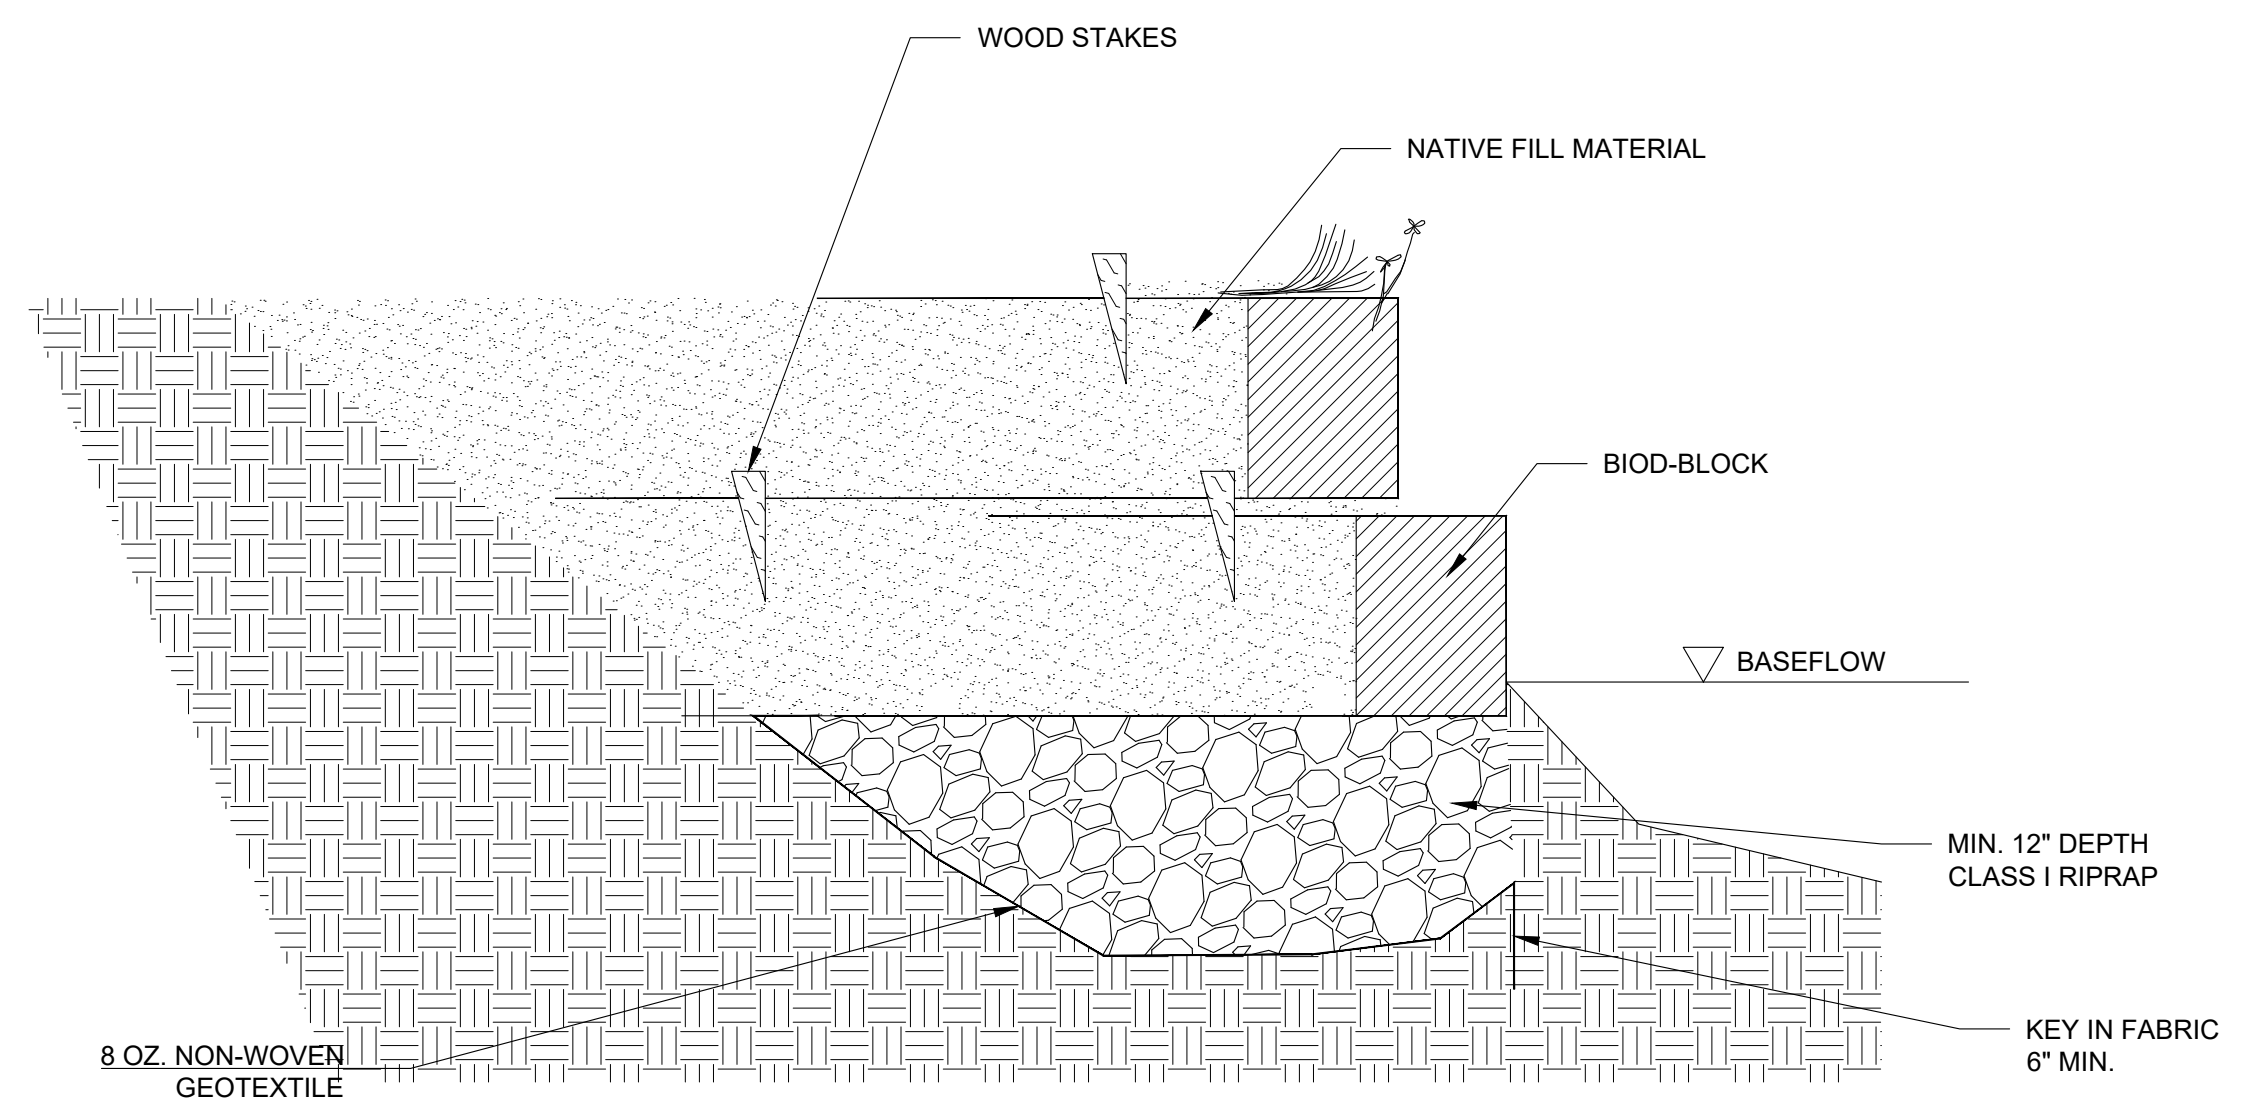 WOOD STAKES
NATIVE FILL MATERIAL
BIOD-BLOCK
BASEFLOW
MIN. 12" DEPTH
CLASS I RIPRAP
KEY IN FABRIC
6" MIN.
8 OZ. NON-WOVEN
GEOTEXTILE